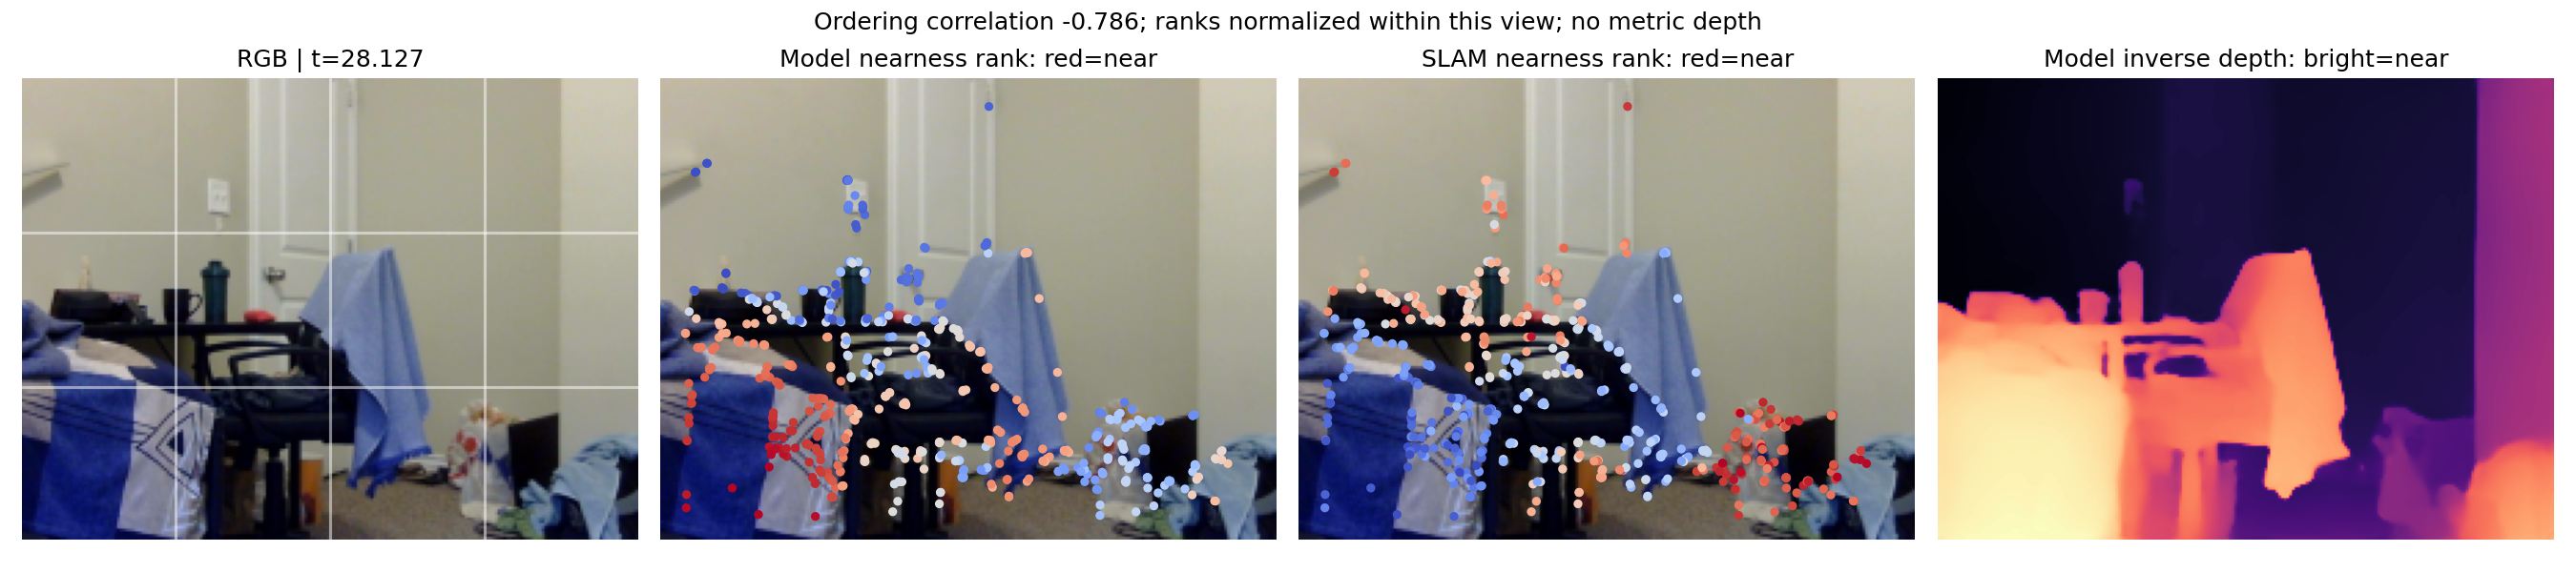 Ordering correlation -0.786; ranks normalized within this view; no metric depth
RGB | t=28.127
Model nearness rank: red=near
SLAM nearness rank: red=near
Model inverse depth: bright=near